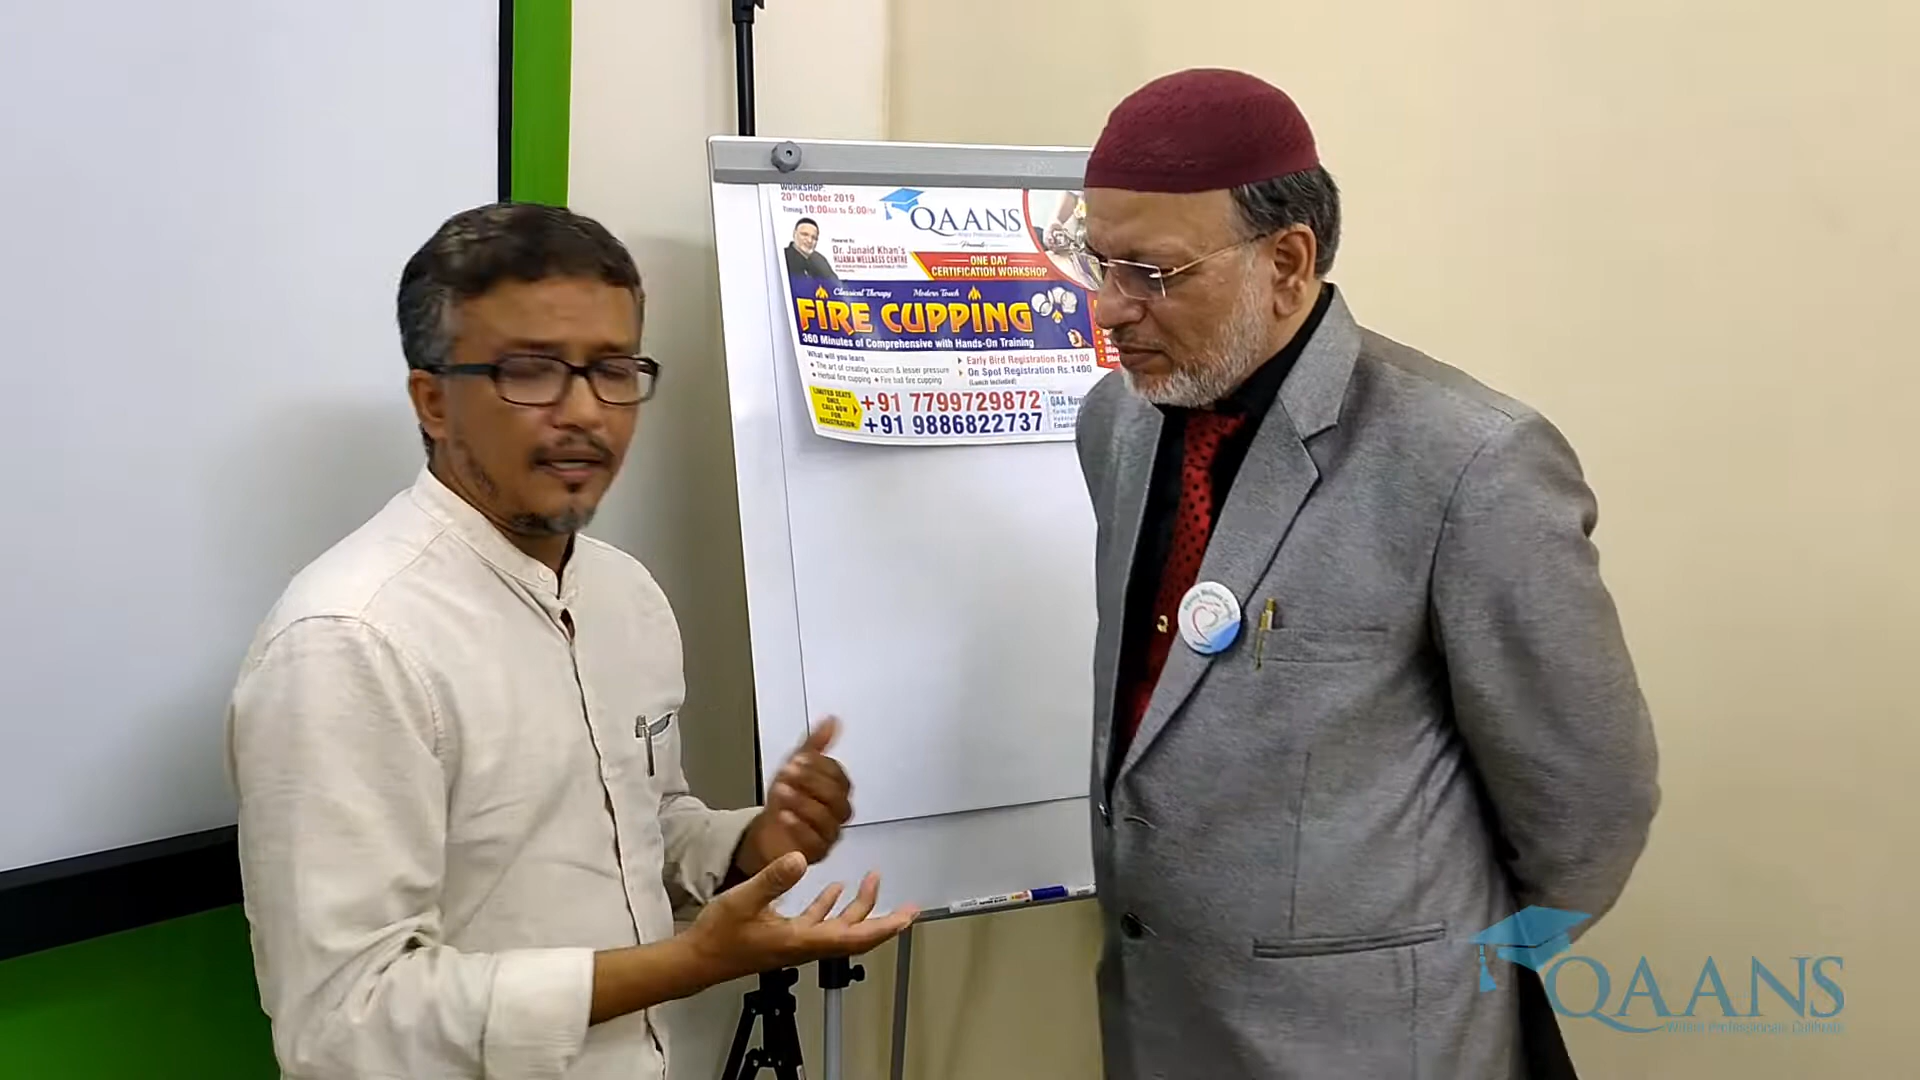 WORKSHOP:
20th October 2019
Timing 10:00AM to 5:00PM
QAANS
Presents
Powered By
Dr. Junaid Khan's
HIJAMA WELLNESS CENTRE
ONE DAY
CERTIFICATION WORKSHOP
Classical Therapy Modern Touch
FIRE CUPPING
360 Minutes of Comprehensive with Hands-On Training
What will you learn
• The art of creating vaccum & lesser pressure
• Herbal fire cupping • Fire ball fire cupping
Early Bird Registration Rs.1100
On Spot Registration Rs.1400
(Lunch Included)
LIMITED SEATS
ONLY.
CALL NOW
FOR
REGISTRATION
+91 7799729872
+91 9886822737
QAANS